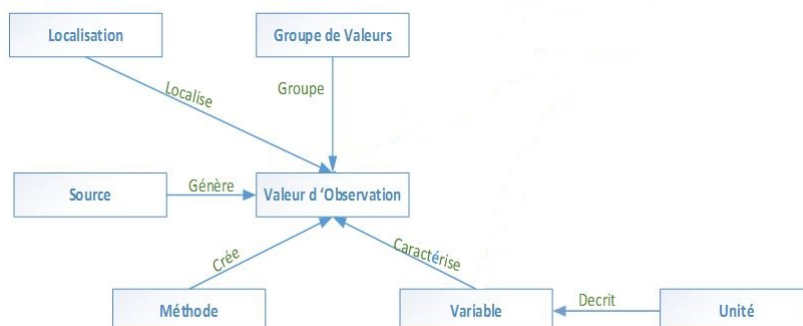 Localisation
Groupe de Valeurs
Localise
Groupe
Source
Génère
Valeur d ‘Observation
Crée
Caractérise
Méthode
Variable
Decrit
Unité